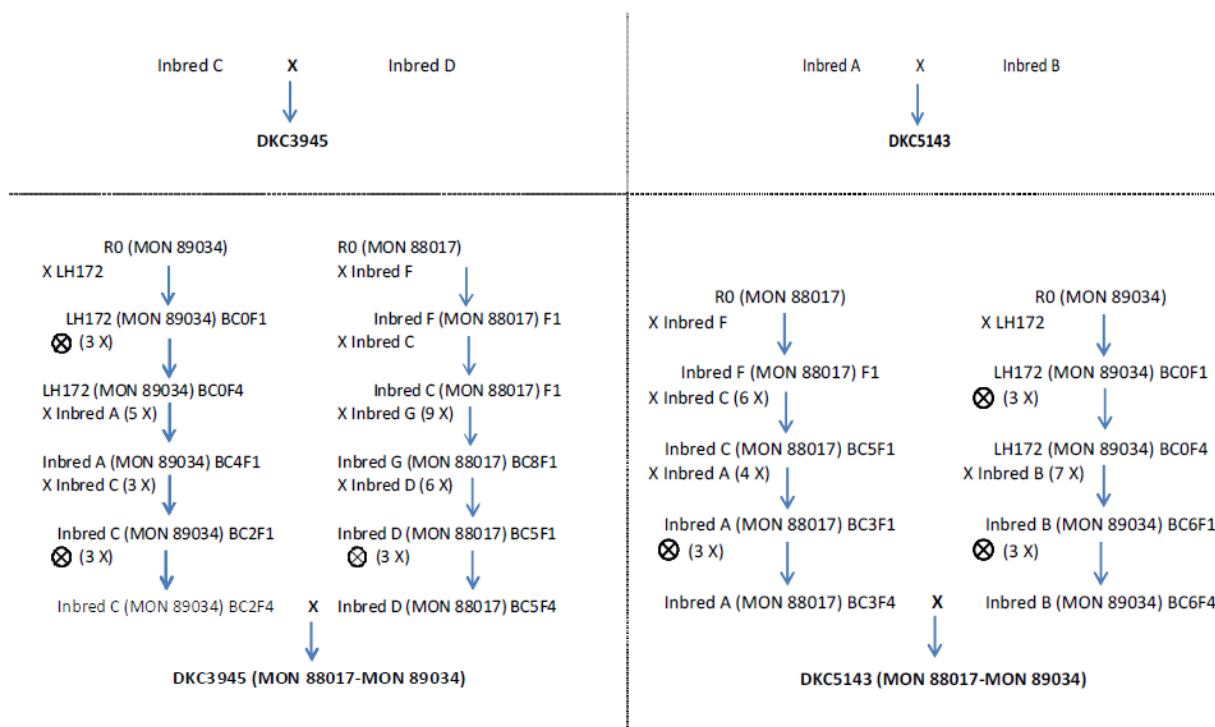 Inbred C X Inbred D
DKC3945
Inbred A X Inbred B
DKC5143
R0 (MON 89034)
X LH172
LH172 (MON 89034) BC0F1
⊗ (3 X)
LH172 (MON 89034) BC0F4
X Inbred A (5 X)
Inbred A (MON 89034) BC4F1
X Inbred C (3 X)
Inbred C (MON 89034) BC2F1
⊗ (3 X)
Inbred C (MON 89034) BC2F4
R0 (MON 88017)
X Inbred F
Inbred F (MON 88017) F1
X Inbred C
Inbred C (MON 88017) F1
X Inbred G (9 X)
Inbred G (MON 88017) BC8F1
X Inbred D (6 X)
Inbred D (MON 88017) BC5F1
⊗ (3 X)
X Inbred D (MON 88017) BC5F4
DKC3945 (MON 88017-MON 89034)
R0 (MON 88017)
X Inbred F
Inbred F (MON 88017) F1
X Inbred C (6 X)
Inbred C (MON 88017) BC5F1
X Inbred A (4 X)
Inbred A (MON 88017) BC3F1
⊗ (3 X)
Inbred A (MON 88017) BC3F4
R0 (MON 89034)
X LH172
LH172 (MON 89034) BC0F1
⊗ (3 X)
LH172 (MON 89034) BC0F4
X Inbred B (7 X)
Inbred B (MON 89034) BC6F1
⊗ (3 X)
X Inbred B (MON 89034) BC6F4
DKC5143 (MON 88017-MON 89034)